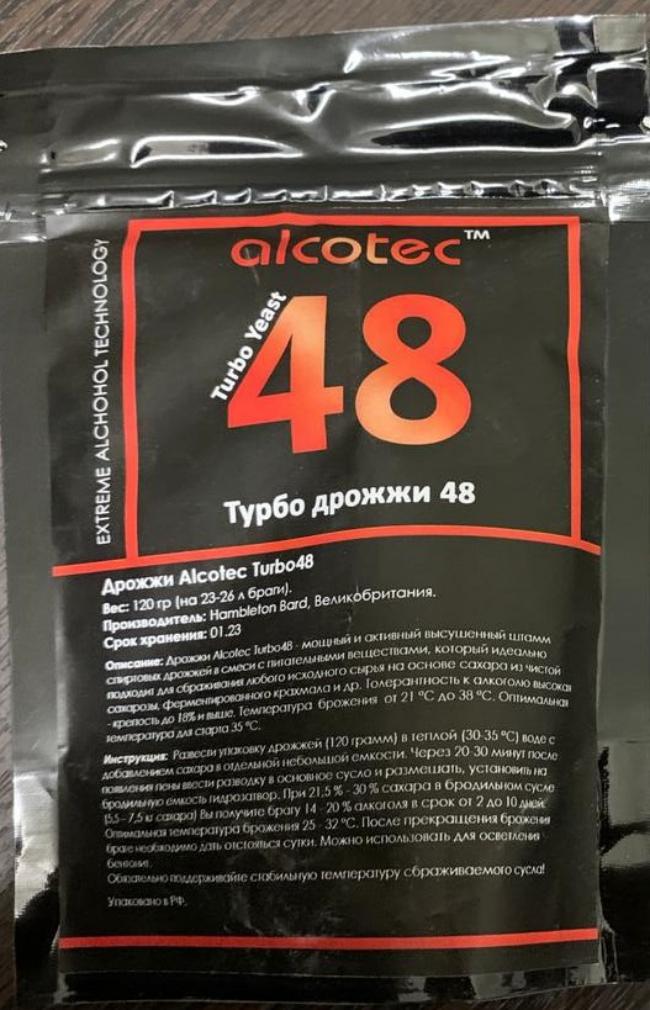 alcotec™
Turbo Yeast
48
EXTREME ALCHOHOL TECHNOLOGY
Турбо дрожжи 48
Дрожжи Alcotec Turbo48
Вес: 120 гр (на 23-26 л браги).
Производитель: Hambleton Bard, Великобритания.
Срок хранения: 01.23
Описание: Дрожжи Alcotec Turbo48 - мощный и активный высушенный штамм
спиртовых дрожжей в смеси с питательными веществами, который идеально
подходит для сбраживания любого исходного сырья на основе сахара из чистой
сахарозы, ферментированного крахмала и др. Толерантность к алкоголю высокая
- крепость до 18% и выше. Температура брожения от 21 °C до 38 °C. Оптимальная
температура для старта 35 °C.
Инструкция: Развести упаковку дрожжей (120 грамм) в теплой (30-35 °C) воде с
добавлением сахара в отдельной небольшой емкости. Через 20-30 минут после
появления пены ввести разводку в основное сусло и размешать, установить на
бродильную емкость гидрозатвор. При 21,5 % - 30 % сахара в бродильном сусле
(5,5 - 7,5 кг сахара) Вы получите брагу 14 - 20 % алкоголя в срок от 2 до 10 дней.
Оптимальная температура брожения 25 - 32 °C. После прекращения брожения
браге необходимо дать отстояться сутки. Можно использовать для осветления
бентонит.
Обязательно поддерживайте стабильную температуру сбраживаемого сусла!
Упаковано в РФ.